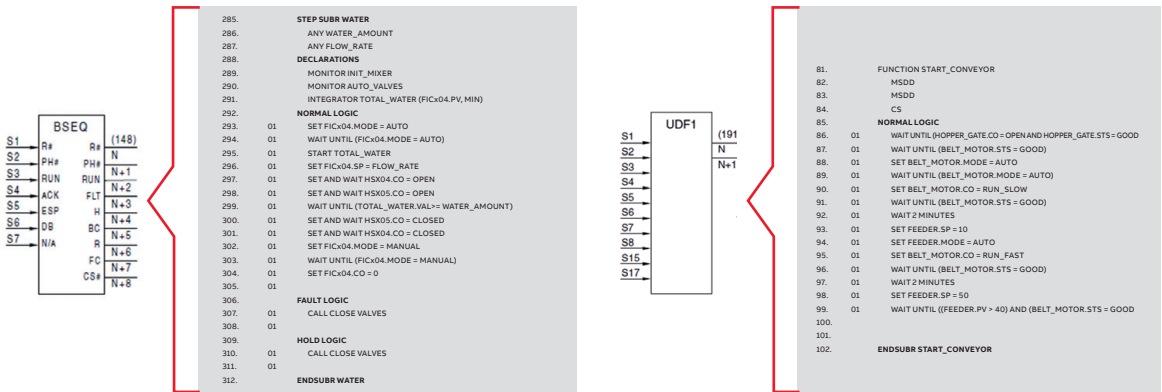 BSEQ
S1 R# R# (148)
S2 PH# PH# N
S3 RUN RUN N+1
S4 ACK FLT N+2
S5 ESP H N+3
S6 DB BC N+4
S7 N/A R N+5
FC N+6
CS# N+7
N+8
285. STEP SUBR WATER
286. ANY WATER_AMOUNT
287. ANY FLOW_RATE
288. DECLARATIONS
289. MONITOR INIT_MIXER
290. MONITOR AUTO_VALVES
291. INTEGRATOR TOTAL_WATER (FICx04.PV, MIN)
292. NORMAL LOGIC
293. 01 SET FICx04.MODE = AUTO
294. 01 WAIT UNTIL (FICx04.MODE = AUTO)
295. 01 START TOTAL_WATER
296. 01 SET FICx04.SP = FLOW_RATE
297. 01 SET AND WAIT HSX04.CO = OPEN
298. 01 SET AND WAIT HSX05.CO = OPEN
299. 01 WAIT UNTIL (TOTAL_WATER.VAL>= WATER_AMOUNT)
300. 01 SET AND WAIT HSX05.CO = CLOSED
301. 01 SET AND WAIT HSX04.CO = CLOSED
302. 01 SET FICx04.MODE = MANUAL
303. 01 WAIT UNTIL (FICx04.MODE = MANUAL)
304. 01 SET FICx04.CO = 0
305. 01
306. FAULT LOGIC
307. 01 CALL CLOSE VALVES
308. 01
309. HOLD LOGIC
310. 01 CALL CLOSE VALVES
311. 01
312. ENDSUBR WATER
UDF1
S1 (191
S2 N
S3 N+1
S4
S5
S6
S7
S8
S15
S17
81. FUNCTION START_CONVEYOR
82. MSDD
83. MSDD
84. CS
85. NORMAL LOGIC
86. 01 WAIT UNTIL (HOPPER_GATE.CO = OPEN AND HOPPER_GATE.STS = GOOD
87. 01 WAIT UNTIL (BELT_MOTOR.STS = GOOD)
88. 01 SET BELT_MOTOR.MODE = AUTO
89. 01 WAIT UNTIL (BELT_MOTOR.MODE = AUTO)
90. 01 SET BELT_MOTOR.CO = RUN_SLOW
91. 01 WAIT UNTIL (BELT_MOTOR.STS = GOOD)
92. 01 WAIT 2 MINUTES
93. 01 SET FEEDER.SP = 10
94. 01 SET FEEDER.MODE = AUTO
95. 01 SET BELT_MOTOR.CO = RUN_FAST
96. 01 WAIT UNTIL (BELT_MOTOR.STS = GOOD)
97. 01 WAIT 2 MINUTES
98. 01 SET FEEDER.SP = 50
99. 01 WAIT UNTIL ((FEEDER.PV > 40) AND (BELT_MOTOR.STS = GOOD
100.
101.
102. ENDSUBR START_CONVEYOR